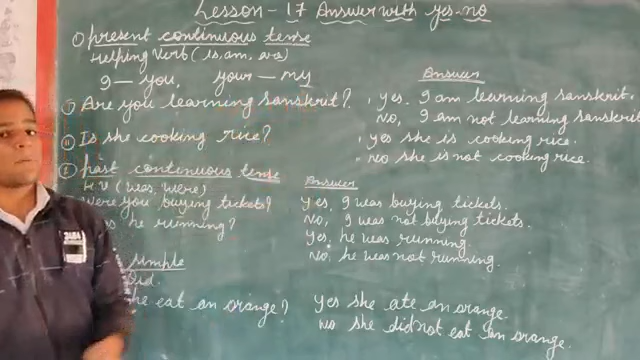 Lesson - 17 Answer with yes-no
① present continuous tense
Helping verb (is, am, are)
I — you, your — my
Answer
① Are you learning Sanskrit?
, yes. I am learning sanskrit.
No, I am not learning sanskrit
② Is she cooking rice?
, yes she is cooking rice.
, No she is not cooking rice.
② past continuous tense
H.V (was, were)
Answer
were you buying tickets?
yes, I was buying tickets.
No, I was not buying tickets.
he running?
yes, he was running.
No, he was not running.
simple
Did.
he eat an orange?
yes she ate an orange.
No she did not eat an orange.